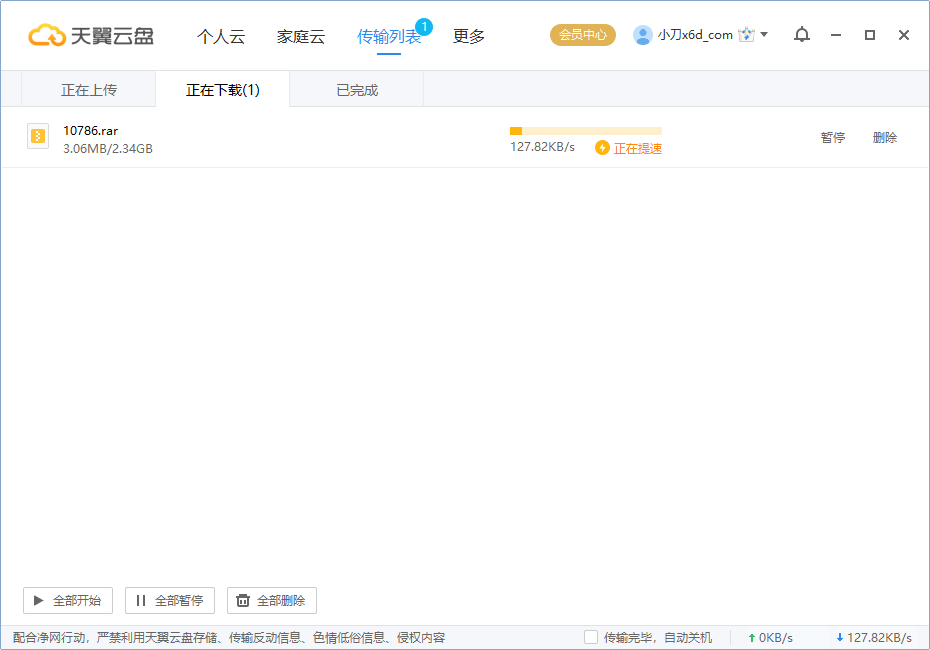 天翼云盘 个人云 家庭云 传输列表 1 更多 会员中心 小刀x6d_com
正在上传 正在下载(1) 已完成
10786.rar
3.06MB/2.34GB
127.82KB/s 正在提速
暂停 删除
全部开始 全部暂停 全部删除
配合净网行动，严禁利用天翼云盘存储、传输反动信息、色情低俗信息、侵权内容 传输完毕，自动关机 0KB/s 127.82KB/s